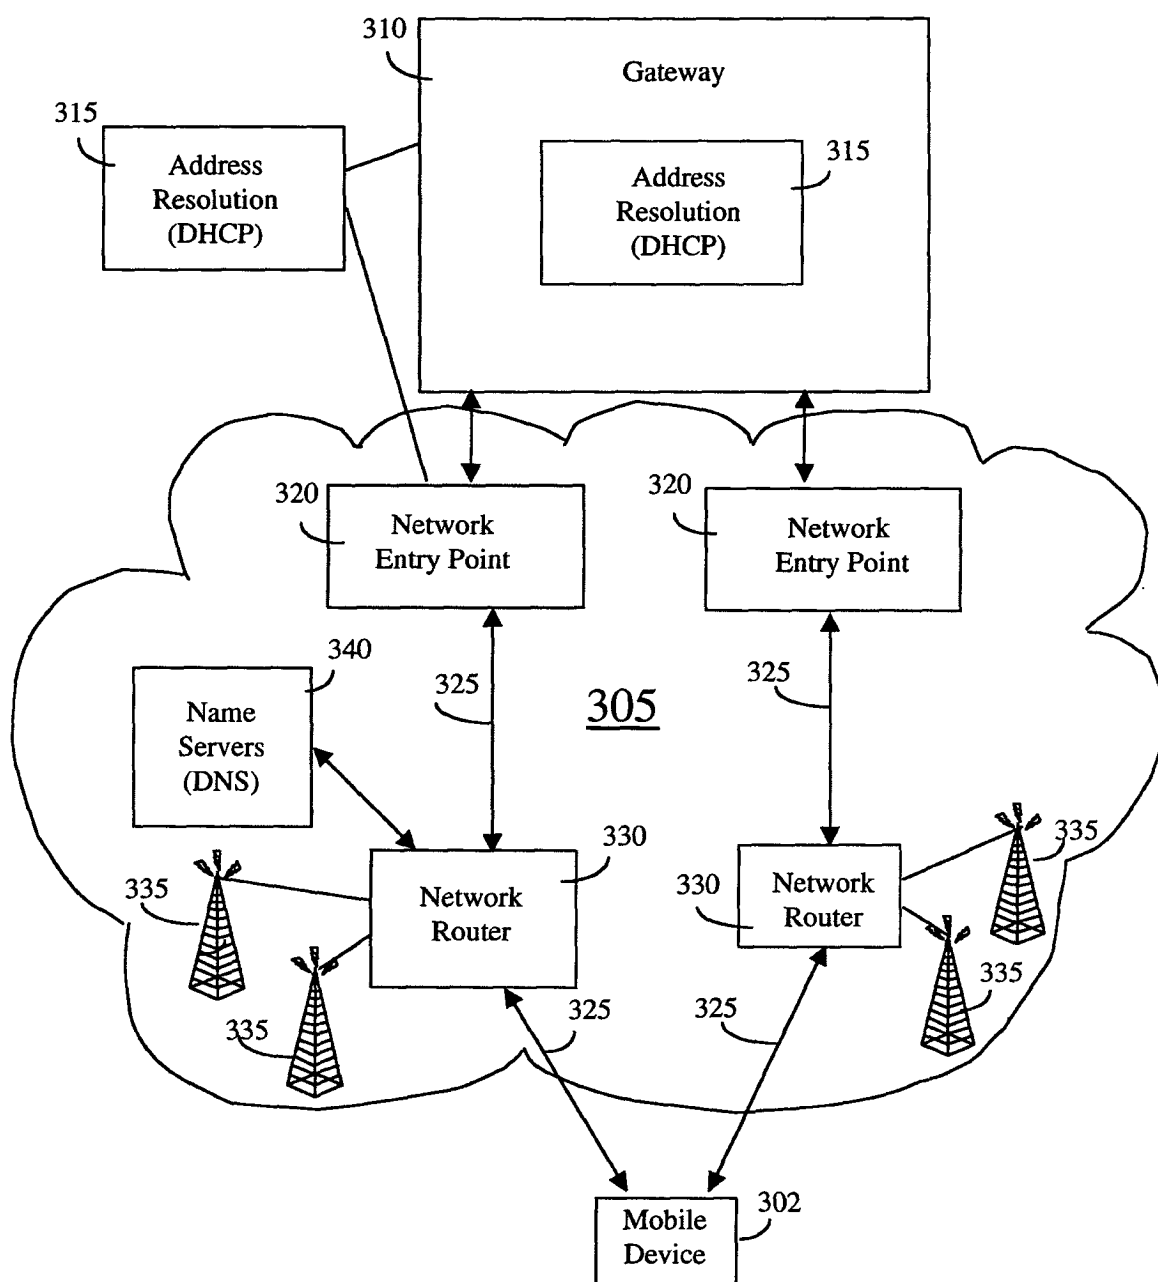 310
Gateway
315
Address
Resolution
(DHCP)
315
Address
Resolution
(DHCP)
320
Network
Entry Point
320
Network
Entry Point
340
Name
Servers
(DNS)
325
305
325
330
Network
Router
335
335
330
Network
Router
335
335
325
325
Mobile
Device
302